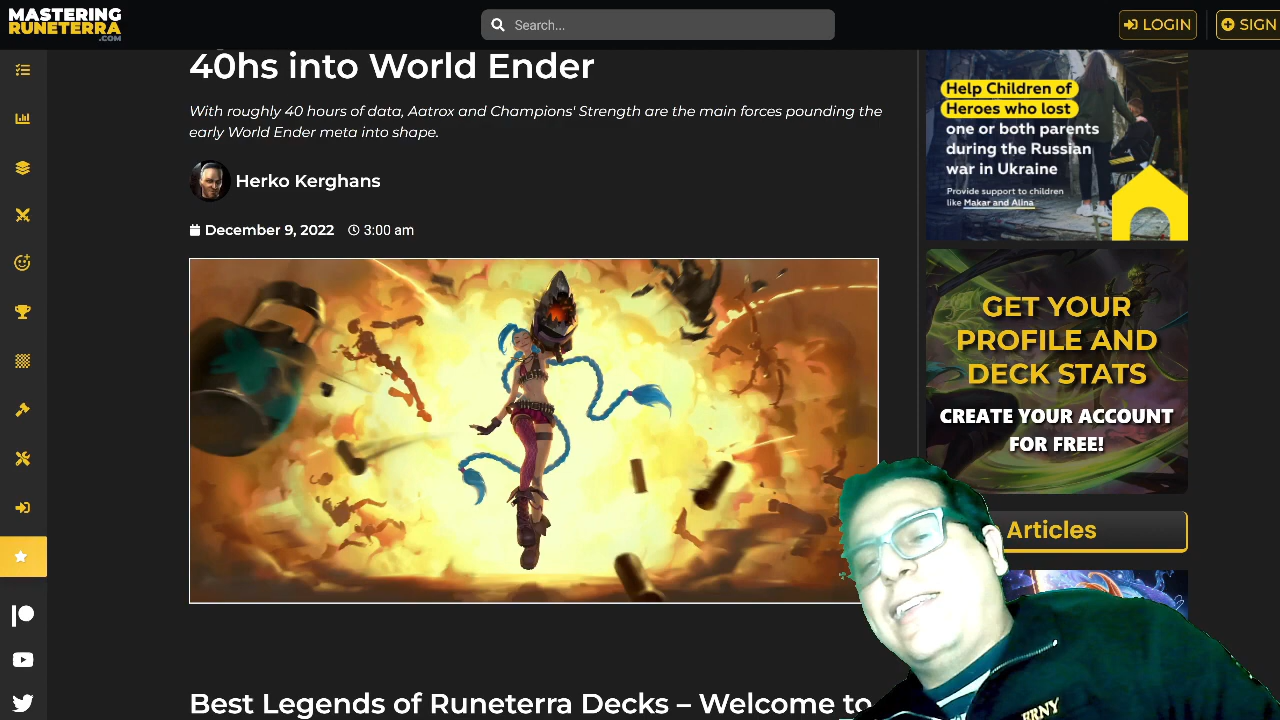 MASTERING
RUNETERRA
.COM
Search...
LOGIN
SIGN
40hs into World Ender
With roughly 40 hours of data, Aatrox and Champions' Strength are the main forces pounding the
early World Ender meta into shape.
Herko Kerghans
December 9, 2022
3:00 am
Help Children of
Heroes who lost
one or both parents
during the Russian
war in Ukraine
Provide support to children
like Makar and Alina
GET YOUR
PROFILE AND
DECK STATS
CREATE YOUR ACCOUNT
FOR FREE!
Articles
Best Legends of Runeterra Decks – Welcome to